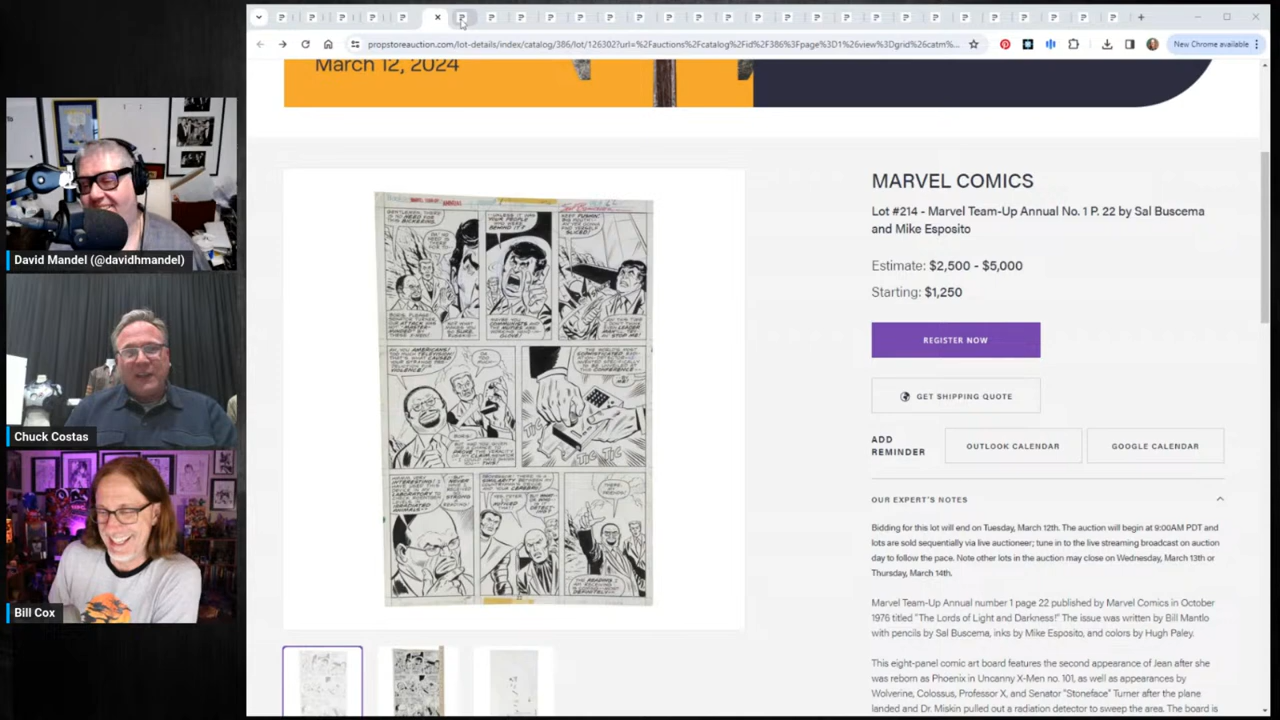 propstoreauction.com/lot-details/index/catalog/386/lot/126302?url=%2Fauctions%2Fcatalog%2Fid%2F386%3Fpage%3D1%26view%3Dgrid%26catm...
New Chrome available
March 12, 2024
MARVEL COMICS
Lot #214 - Marvel Team-Up Annual No. 1 P. 22 by Sal Buscema
and Mike Esposito
Estimate: $2,500 - $5,000
Starting: $1,250
REGISTER NOW
GET SHIPPING QUOTE
ADD
REMINDER
OUTLOOK CALENDAR
GOOGLE CALENDAR
OUR EXPERT'S NOTES
Bidding for this lot will end on Tuesday, March 12th. The auction will begin at 9:00AM PDT and
lots are sold sequentially via live auctioneer; tune in to the live streaming broadcast on auction
day to follow the pace. Note other lots in the auction may close on Wednesday, March 13th or
Thursday, March 14th.
Marvel Team-Up Annual number 1 page 22 published by Marvel Comics in October
1976 titled "The Lords of Light and Darkness!" The issue was written by Bill Mantlo
with pencils by Sal Buscema, inks by Mike Esposito, and colors by Hugh Paley.
This eight-panel comic art board features the second appearance of Jean after she
was reborn as Phoenix in Uncanny X-Men no. 101, as well as appearances by
Wolverine, Colossus, Professor X, and Senator "Stoneface" Turner after the plane
landed and Dr. Miskin pulled out a radiation detector to sweep the area. The board is
David Mandel (@davidhmandel)
Chuck Costas
Bill Cox